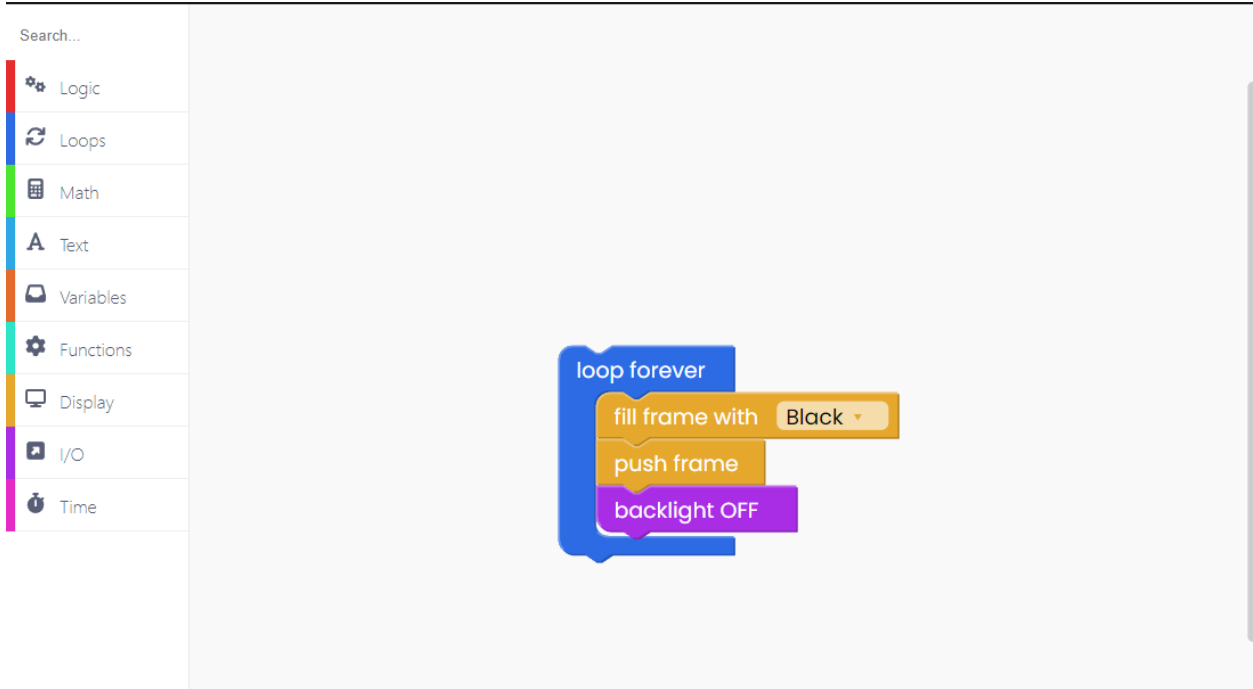 Search...
Logic
Loops
Math
Text
Variables
Functions
Display
I/O
Time
loop forever
fill frame with Black
push frame
backlight OFF